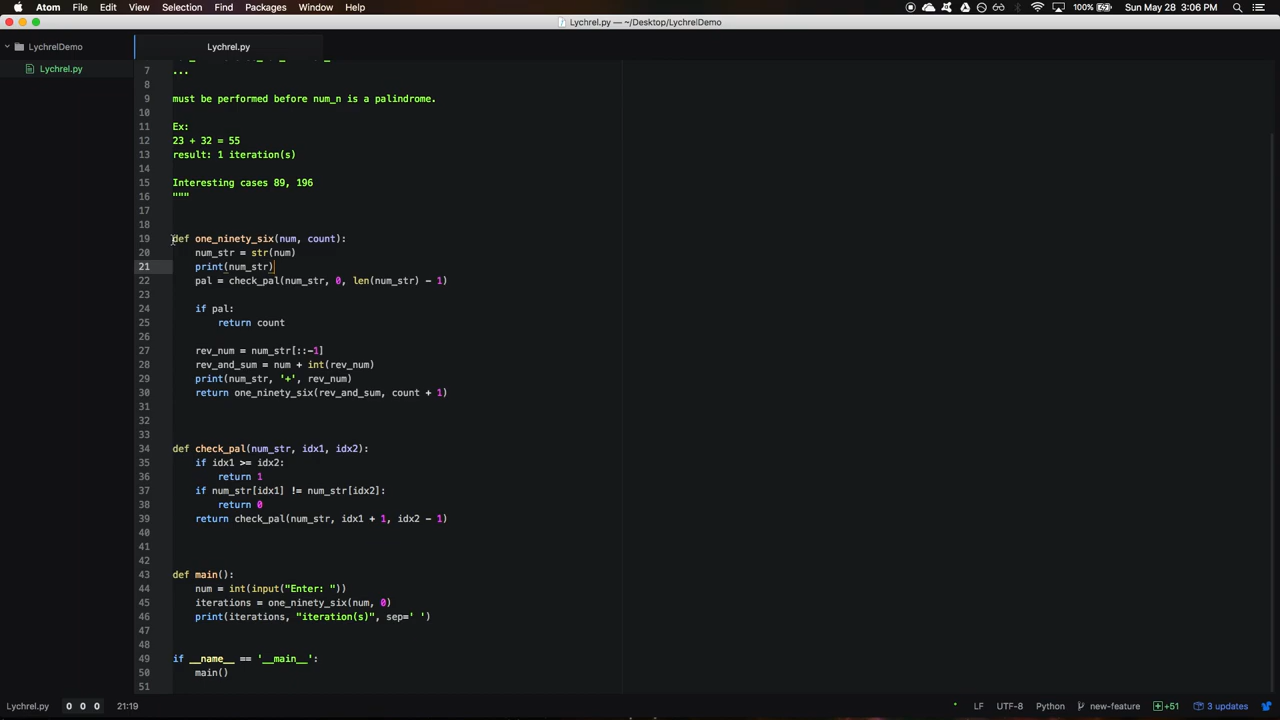 Atom File Edit View Selection Find Packages Window Help 100% Sun May 28 3:06 PM
Lychrel.py — ~/Desktop/LychrelDemo
LychrelDemo
Lychrel.py
Lychrel.py
7 ...
8
9 must be performed before num_n is a palindrome.
10
11 Ex:
12 23 + 32 = 55
13 result: 1 iteration(s)
14
15 Interesting cases 89, 196
16 """
17
18
19 def one_ninety_six(num, count):
20 num_str = str(num)
21 print(num_str)
22 pal = check_pal(num_str, 0, len(num_str) - 1)
23
24 if pal:
25 return count
26
27 rev_num = num_str[::-1]
28 rev_and_sum = num + int(rev_num)
29 print(num_str, '+', rev_num)
30 return one_ninety_six(rev_and_sum, count + 1)
31
32
33
34 def check_pal(num_str, idx1, idx2):
35 if idx1 >= idx2:
36 return 1
37 if num_str[idx1] != num_str[idx2]:
38 return 0
39 return check_pal(num_str, idx1 + 1, idx2 - 1)
40
41
42
43 def main():
44 num = int(input("Enter: "))
45 iterations = one_ninety_six(num, 0)
46 print(iterations, "iteration(s)", sep=' ')
47
48
49 if __name__ == '__main__':
50 main()
51
Lychrel.py 0 0 0 21:19 LF UTF-8 Python new-feature +51 3 updates